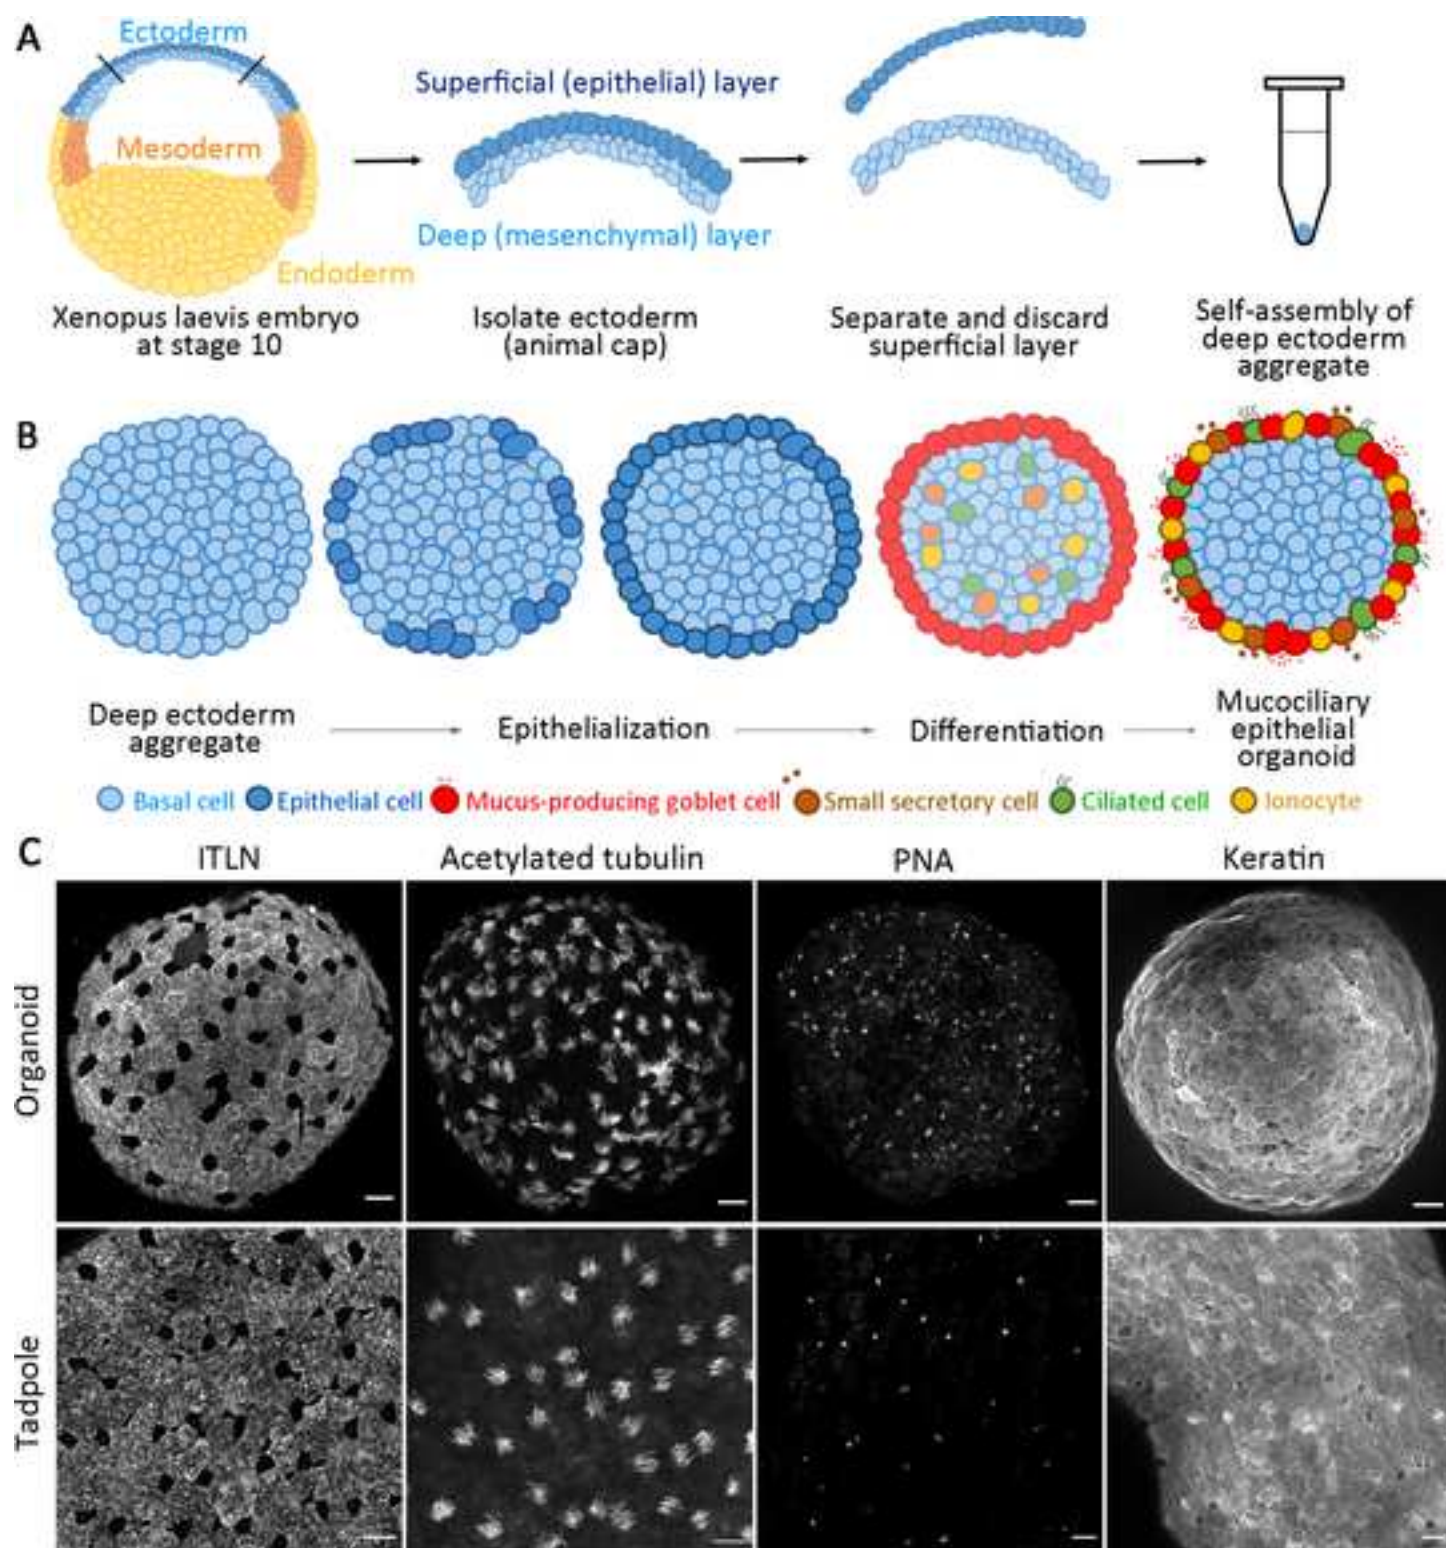 A
Ectoderm
Mesoderm
Endoderm
Xenopus laevis embryo
at stage 10
Superficial (epithelial) layer
Deep (mesenchymal) layer
Isolate ectoderm
(animal cap)
Separate and discard
superficial layer
Self-assembly of
deep ectoderm
aggregate
B
Deep ectoderm
aggregate
Epithelialization
Differentiation
Mucociliary
epithelial
organoid
Basal cell
Epithelial cell
Mucus-producing goblet cell
Small secretory cell
Ciliated cell
Ionocyte
C
ITLN
Acetylated tubulin
PNA
Keratin
Organoid
Tadpole